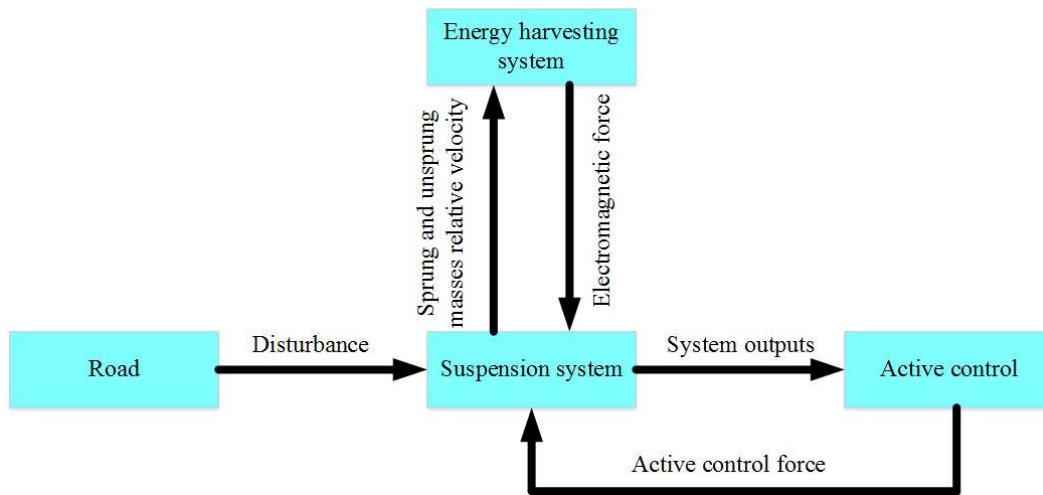 Energy harvesting
system
Sprung and unsprung
masses relative velocity
Electromagnetic force
Road
Disturbance
Suspension system
System outputs
Active control
Active control force